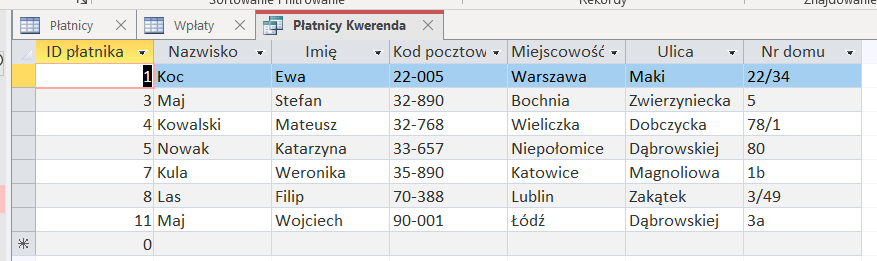 Sortowanie i filtrowanie Rekordy Znajdowanie
Płatnicy Wpłaty Płatnicy Kwerenda
ID płatnika Nazwisko Imię Kod pocztow Miejscowość Ulica Nr domu
1 Koc Ewa 22-005 Warszawa Maki 22/34
3 Maj Stefan 32-890 Bochnia Zwierzyniecka 5
4 Kowalski Mateusz 32-768 Wieliczka Dobczycka 78/1
5 Nowak Katarzyna 33-657 Niepołomice Dąbrowskiej 80
7 Kula Weronika 35-890 Katowice Magnoliowa 1b
8 Las Filip 70-388 Lublin Zakątek 3/49
11 Maj Wojciech 90-001 Łódź Dąbrowskiej 3a
0